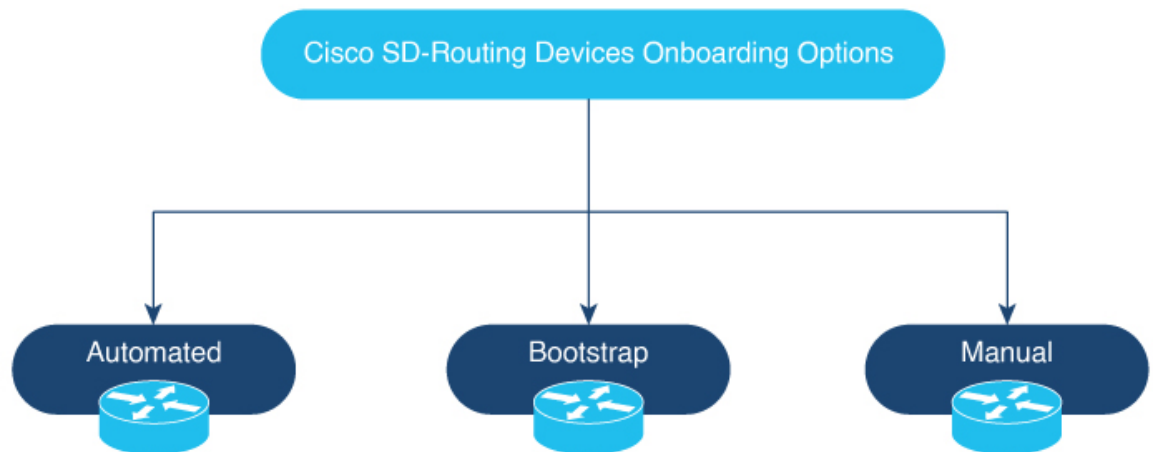 Cisco SD-Routing Devices Onboarding Options
Automated
Bootstrap
Manual